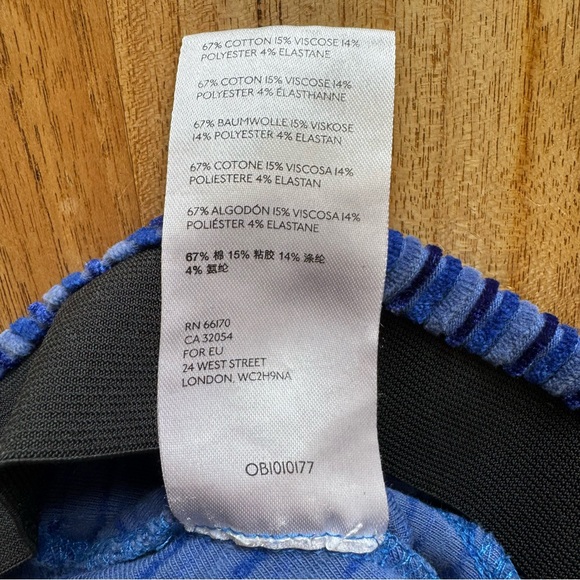 67% COTTON 15% VISCOSE 14%
POLYESTER 4% ELASTANE
67% COTON 15% VISCOSE 14%
POLYESTER 4% ÉLASTHANNE
67% BAUMWOLLE 15% VISKOSE
14% POLYESTER 4% ELASTAN
67% COTONE 15% VISCOSA 14%
POLIESTERE 4% ELASTAN
67% ALGODÓN 15% VISCOSA 14%
POLIÉSTER 4% ELASTANE
67% 棉 15% 粘胶 14% 涤纶
4% 氨纶
RN 66170
CA 32054
FOR EU
24 WEST STREET
LONDON, WC2H9NA
OB1010177